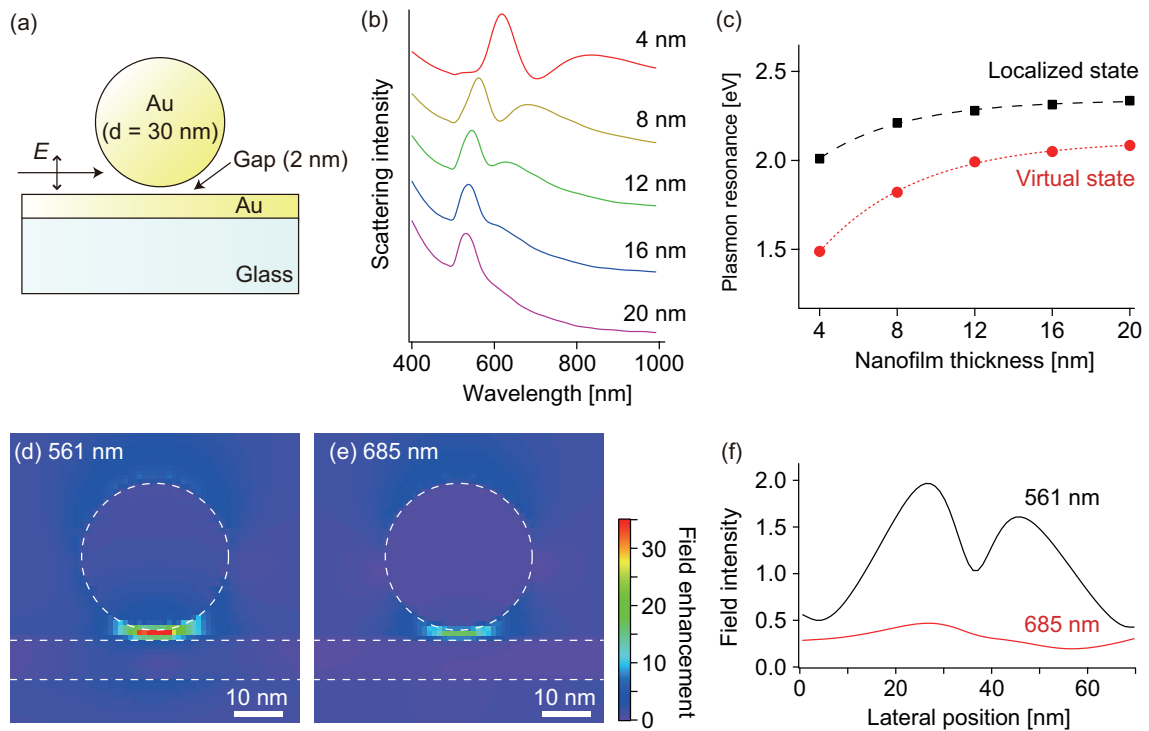 (a)
Au
(d = 30 nm)
E
Gap (2 nm)
Au
Glass
(b)
Scattering intensity
4 nm
8 nm
12 nm
16 nm
20 nm
400
600
800
1000
Wavelength [nm]
(c)
Plasmon resonance [eV]
2.5
2.0
1.5
Localized state
Virtual state
4
8
12
16
20
Nanofilm thickness [nm]
(d) 561 nm
10 nm
(e) 685 nm
10 nm
30
20
10
0
Field enhancement
(f)
Field intensity
2.0
1.5
1.0
0.5
0.0
561 nm
685 nm
0
20
40
60
Lateral position [nm]